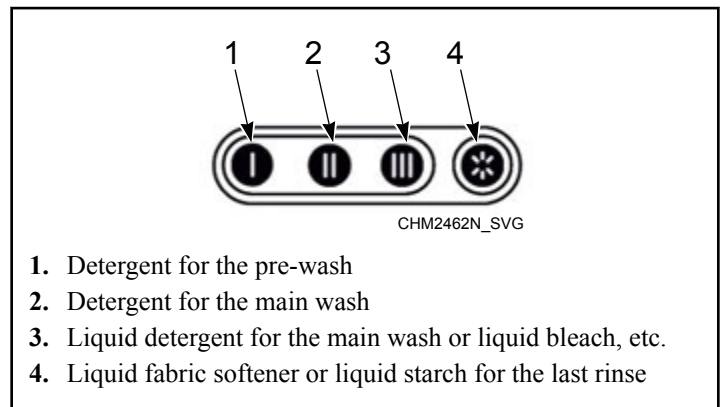 1 2 3 4
I II III
CHM2462N_SVG
1. Detergent for the pre-wash
2. Detergent for the main wash
3. Liquid detergent for the main wash or liquid bleach, etc.
4. Liquid fabric softener or liquid starch for the last rinse